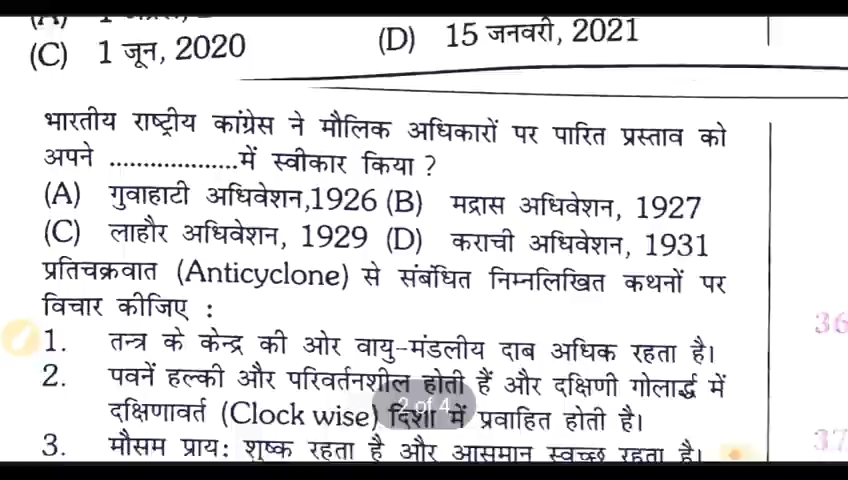 (C) 1 जून, 2020 (D) 15 जनवरी, 2021
भारतीय राष्ट्रीय कांग्रेस ने मौलिक अधिकारों पर पारित प्रस्ताव को
अपने ...................में स्वीकार किया ?
(A) गुवाहाटी अधिवेशन,1926 (B) मद्रास अधिवेशन, 1927
(C) लाहौर अधिवेशन, 1929 (D) कराची अधिवेशन, 1931
प्रतिचक्रवात (Anticyclone) से संबंधित निम्नलिखित कथनों पर
विचार कीजिए :
36
1. तन्त्र के केन्द्र की ओर वायु-मंडलीय दाब अधिक रहता है।
2. पवनें हल्की और परिवर्तनशील होती हैं और दक्षिणी गोलार्द्ध में
2 of 4
दक्षिणावर्त (Clock wise) दिशा में प्रवाहित होती है।
37
3. मौसम प्राय: शुष्क रहता है और आसमान स्वच्छ रहता है।